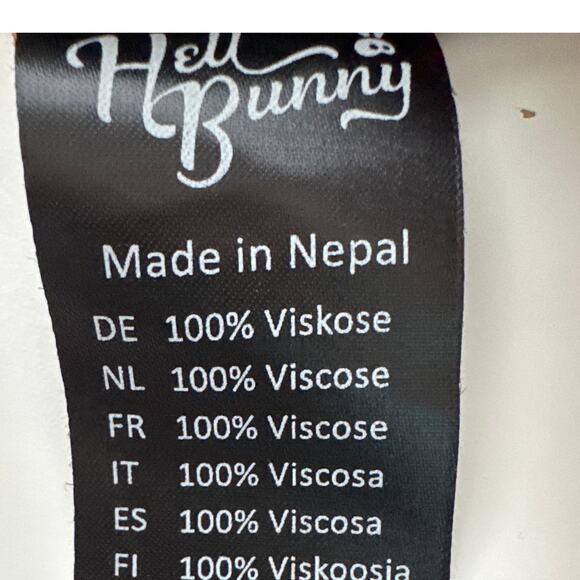 Hell
Bunny
Made in Nepal
DE 100% Viskose
NL 100% Viscose
FR 100% Viscose
IT 100% Viscosa
ES 100% Viscosa
FI 100% Viskoosia